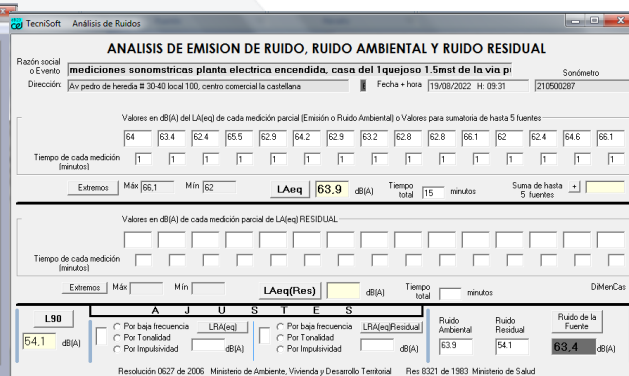 TecniSoft Análisis de Ruidos
ANALISIS DE EMISION DE RUIDO, RUIDO AMBIENTAL Y RUIDO RESIDUAL
Razón social o Evento mediciones sonomstricas planta electrica encendida, casa del 1quejoso 1.5mst de la via pu
Sonómetro
Dirección: Av pedro de heredia # 30-40 local 100, centro comercial la castellana Fecha + hora 19/08/2022 H: 09:31 210500287
Valores en dB(A) del LA(eq) de cada medición parcial (Emisión o Ruido Ambiental) o Valores para sumatoria de hasta 5 fuentes
64 63.4 62.4 65.5 62.9 64.2 62.9 63.2 62.8 62.8 66.1 62 62.4 64.6 66.1
Tiempo de cada medición (minutos) 1 1 1 1 1 1 1 1 1 1 1 1 1 1 1
Extremos Máx 66,1 Mín 62 LAeq 63,9 dB(A) Tiempo total 15 minutos Suma de hasta 5 fuentes +
Valores en dB(A) de cada medición parcial de LA(eq) RESIDUAL
Tiempo de cada medición (minutos)
Extremos Máx Mín LAeq(Res) dB(A) Tiempo total minutos DiMenCas
A J U S T E S
L90 Por baja frecuencia LRA(eq) Por baja frecuencia LRA(eq)Residual Ruido Ambiental Ruido Residual Ruido de la Fuente
Por Tonalidad Por Tonalidad
54,1 dB(A) Por Impulsividad dB(A) Por Impulsividad dB(A) 63.9 54.1 63,4 dB(A)
Resolución 0627 de 2006 Ministerio de Ambiente, Vivienda y Desarrollo Territorial Res 8321 de 1983 Ministerio de Salud